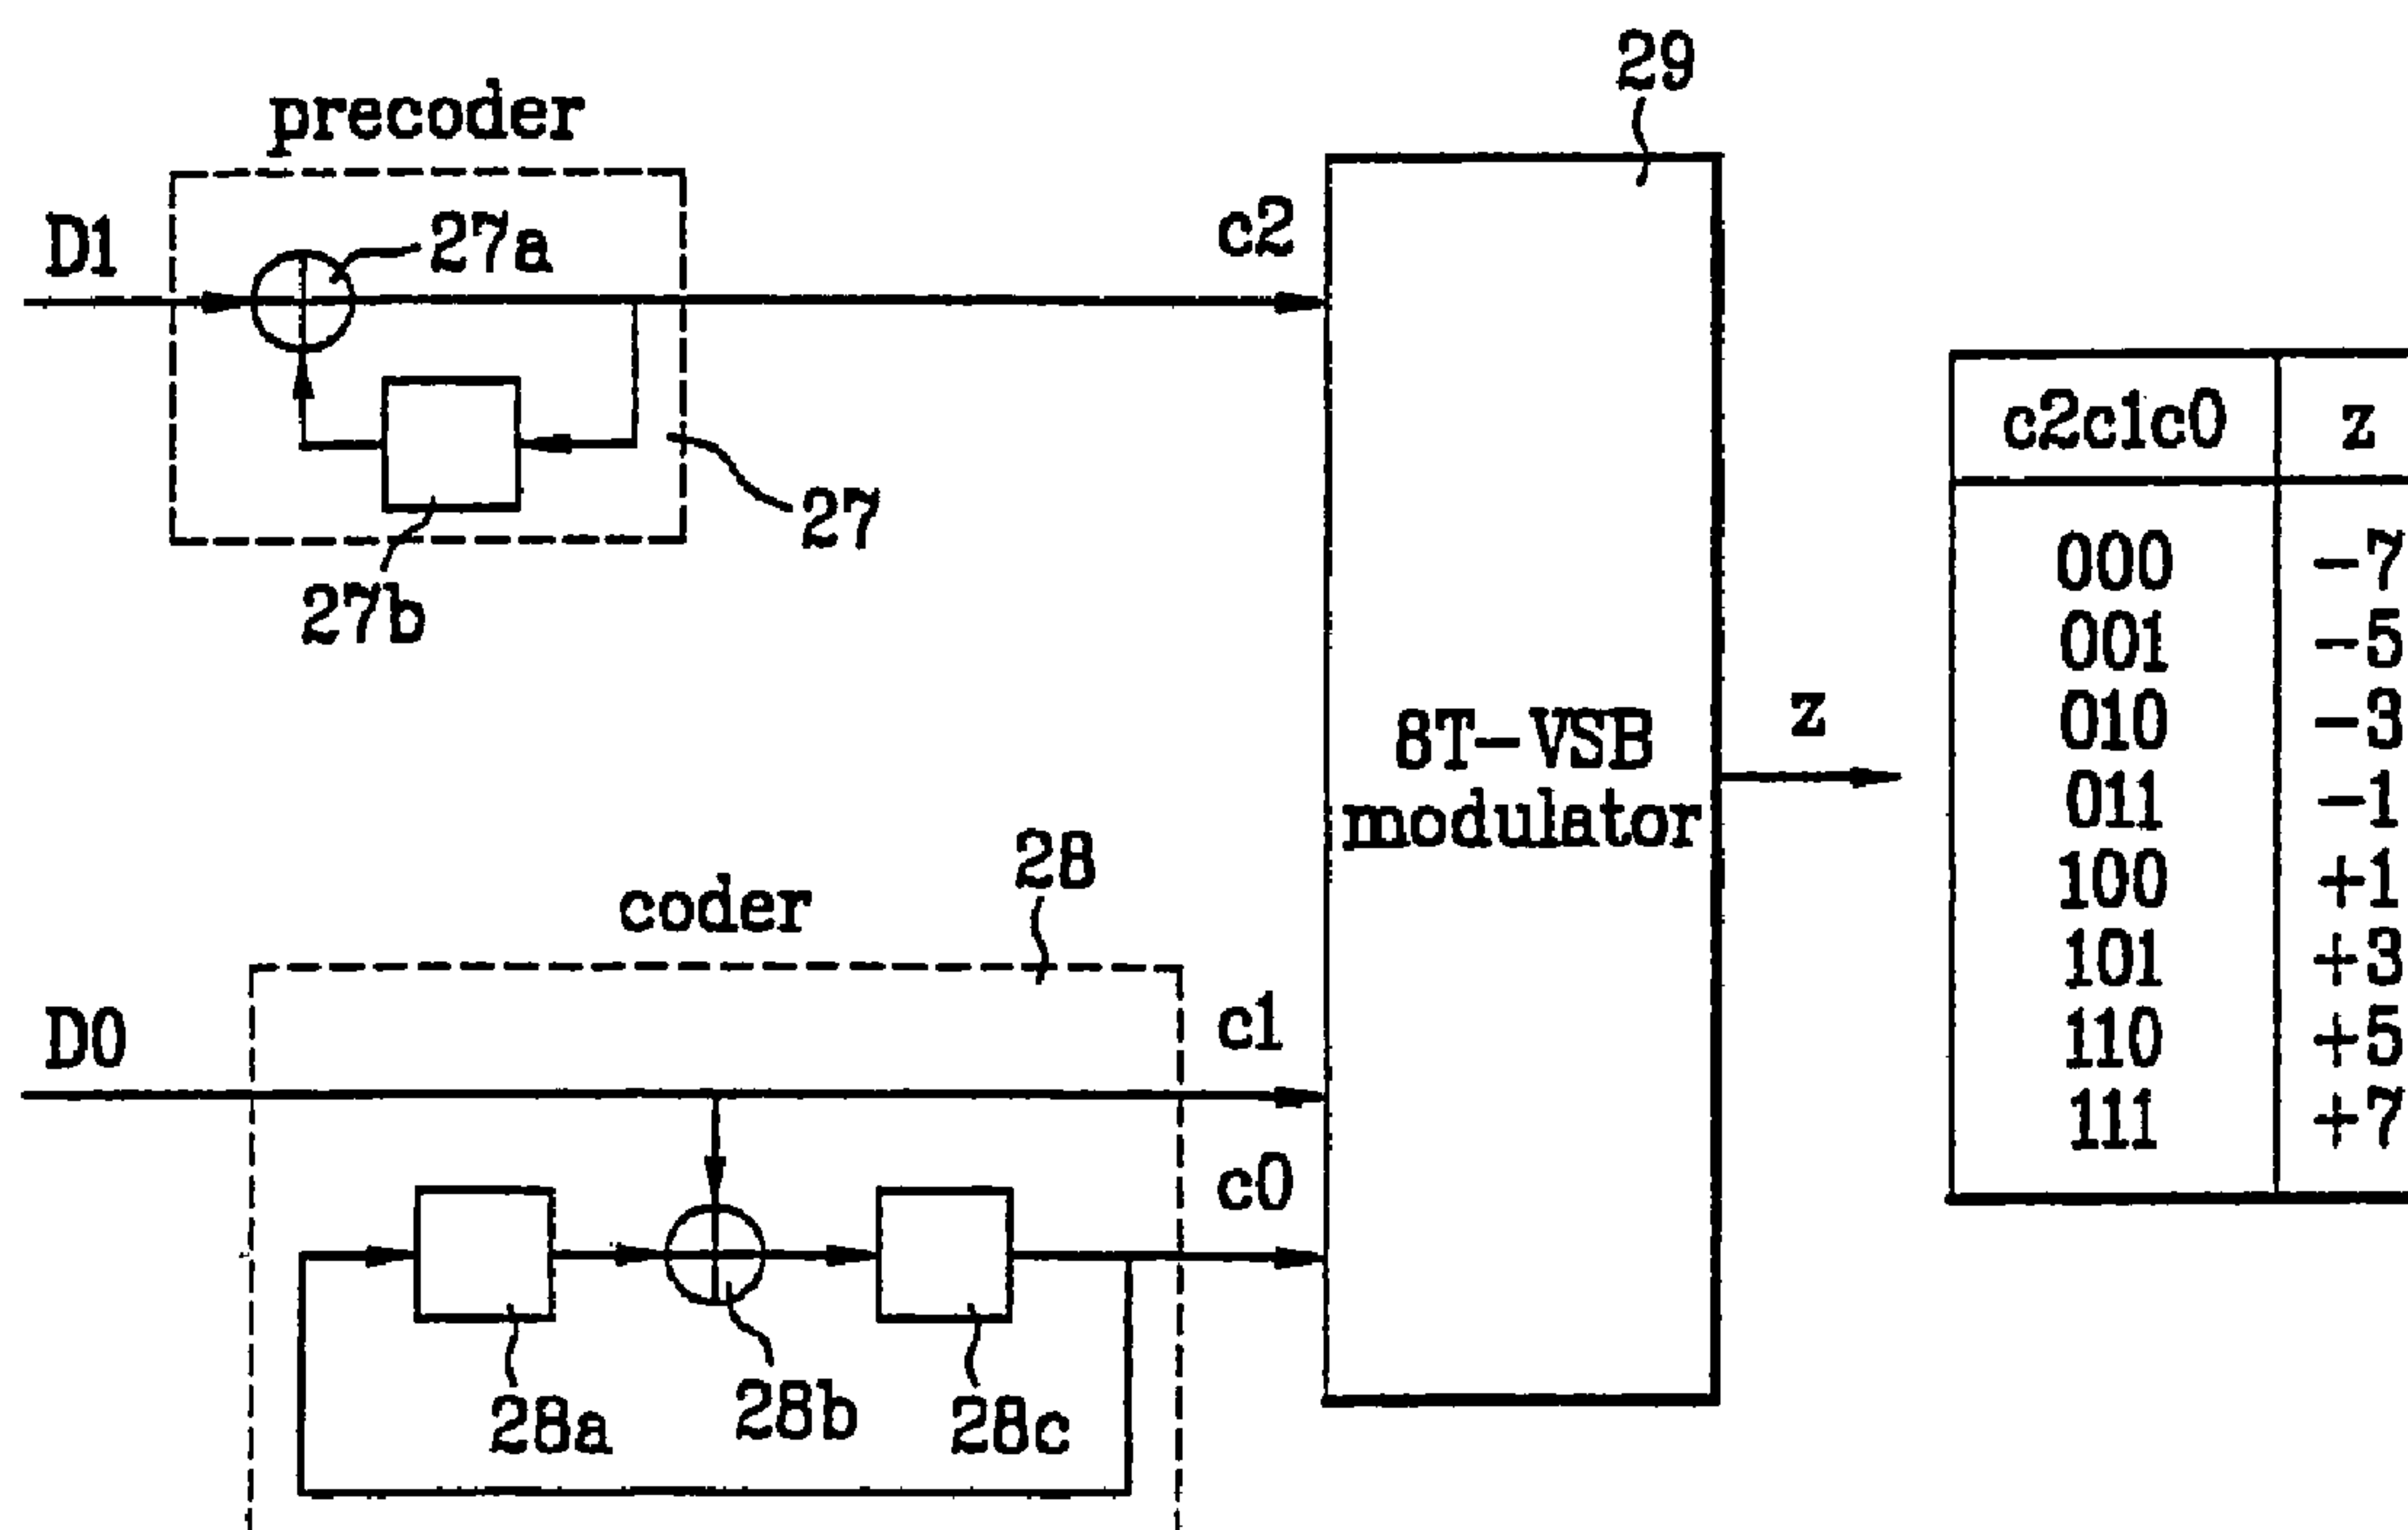 29
precoder
D1
27a
c2
27
27b
c2c1c0 z
000 -7
001 -5
010 -3
011 -1
100 +1
101 +3
110 +5
111 +7
8T-VSB
modulator
z
28
coder
D0
c1
c0
28a
28b
28c